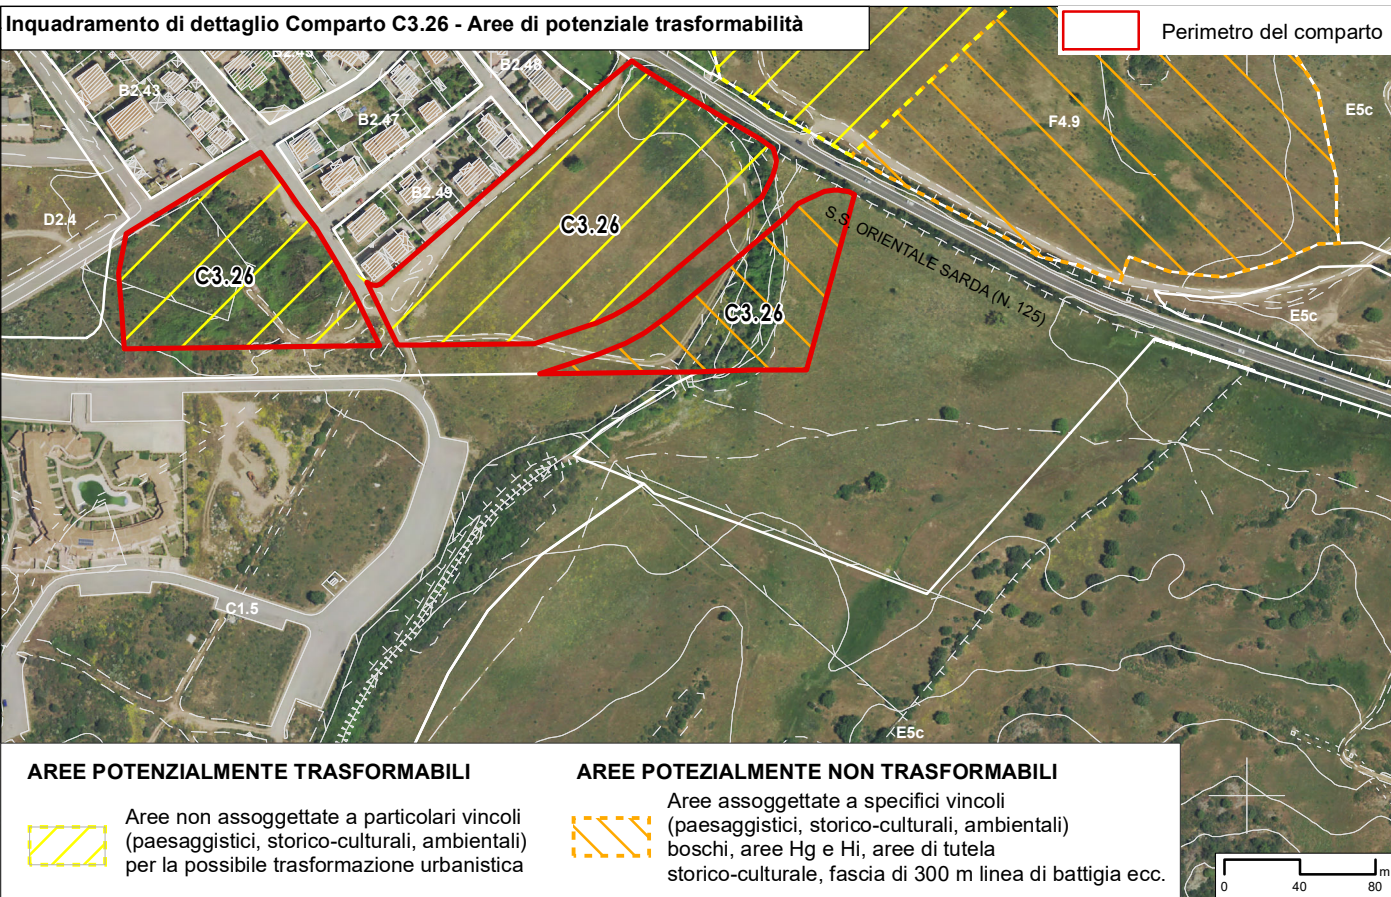 Inquadramento di dettaglio Comparto C3.26 - Aree di potenziale trasformabilità
Perimetro del comparto
B2.48
B2.43
B2.47
F4.9
E5c
B2.49
D2.4
C3.26
C3.26
S.S. ORIENTALE SARDA (N. 125)
C3.26
E5c
C1.5
E5c
AREE POTENZIALMENTE TRASFORMABILI
Aree non assoggettate a particolari vincoli
(paesaggistici, storico-culturali, ambientali)
per la possibile trasformazione urbanistica
AREE POTEZIALMENTE NON TRASFORMABILI
Aree assoggettate a specifici vincoli
(paesaggistici, storico-culturali, ambientali)
boschi, aree Hg e Hi, aree di tutela
storico-culturale, fascia di 300 m linea di battigia ecc.
m
0 40 80